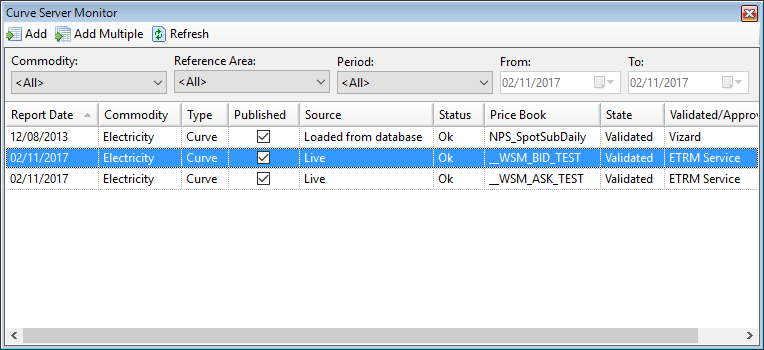 Curve Server Monitor
Add Add Multiple Refresh
Commodity: Reference Area: Period: From: To:
<All> <All> <All> 02/11/2017 02/11/2017
Report Date Commodity Type Published Source Status Price Book State Validated/Approv
12/08/2013 Electricity Curve Loaded from database Ok NPS_SpotSubDaily Validated Vizard
02/11/2017 Electricity Curve Live Ok __WSM_BID_TEST Validated ETRM Service
02/11/2017 Electricity Curve Live Ok __WSM_ASK_TEST Validated ETRM Service